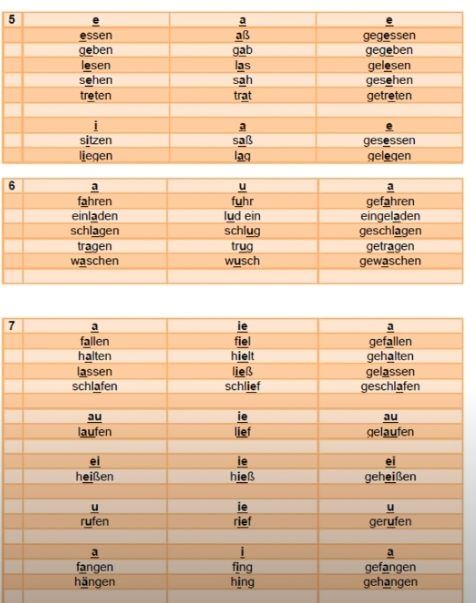 5 e a e
essen aß gegessen
geben gab gegeben
lesen las gelesen
sehen sah gesehen
treten trat getreten
i a e
sitzen saß gesessen
liegen lag gelegen
6 a u a
fahren fuhr gefahren
einladen lud ein eingeladen
schlagen schlug geschlagen
tragen trug getragen
waschen wusch gewaschen
7 a ie a
fallen fiel gefallen
halten hielt gehalten
lassen ließ gelassen
schlafen schlief geschlafen
au ie au
laufen lief gelaufen
ei ie ei
heißen hieß geheißen
u ie u
rufen rief gerufen
a i a
fangen fing gefangen
hängen hing gehangen